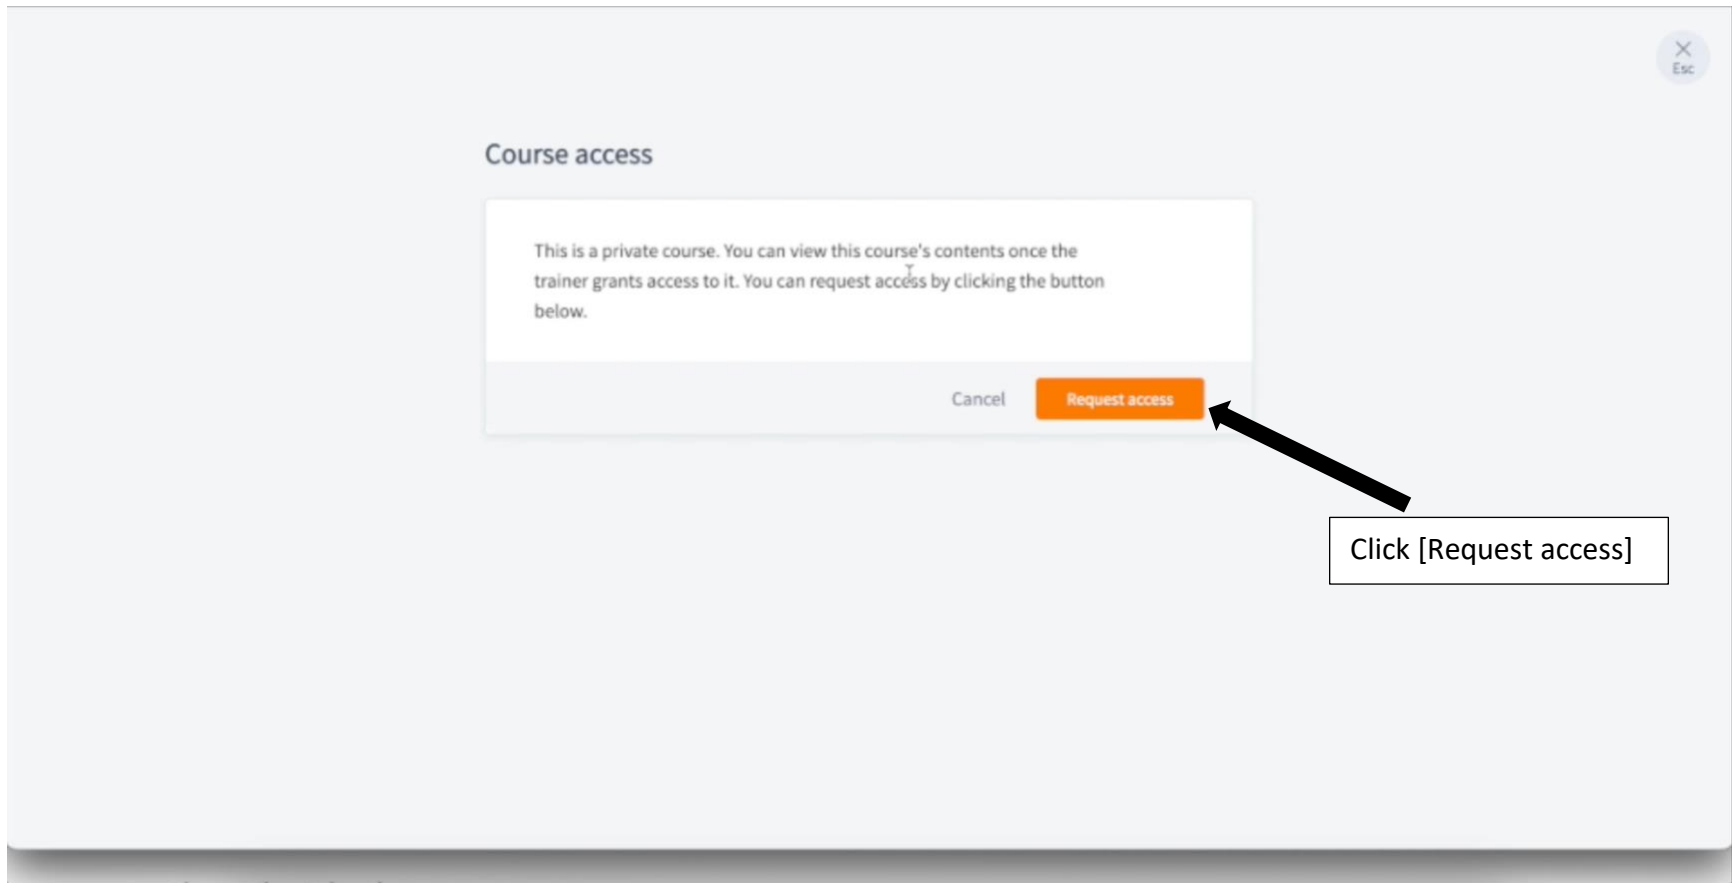 Esc
Course access
This is a private course. You can view this course's contents once the
trainer grants access to it. You can request access by clicking the button
below.
Cancel
Request access
Click [Request access]